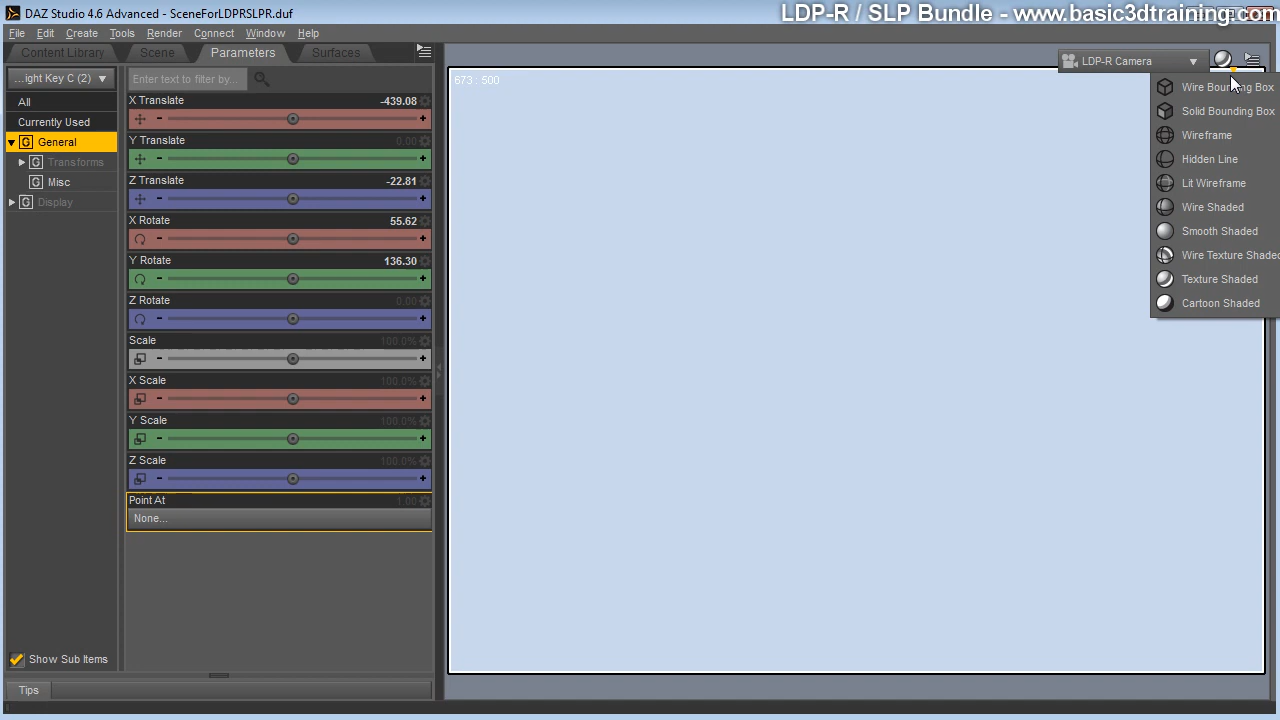 DAZ Studio 4.6 Advanced - SceneForLDPRSLPR.duf
LDP-R / SLP Bundle - www.basic3dtraining.com
File Edit Create Tools Render Connect Window Help
Content Library Scene Parameters Surfaces
...ight Key C (2)
Enter text to filter by...
All
Currently Used
General
Transforms
Misc
Display
X Translate -439.08
Y Translate 0.00
Z Translate -22.81
X Rotate 55.62
Y Rotate 136.30
Z Rotate 0.00
Scale 100.0%
X Scale 100.0%
Y Scale 100.0%
Z Scale 100.0%
Point At 1.00
None...
Show Sub Items
Tips
LDP-R Camera
673 : 500
Wire Bounding Box
Solid Bounding Box
Wireframe
Hidden Line
Lit Wireframe
Wire Shaded
Smooth Shaded
Wire Texture Shaded
Texture Shaded
Cartoon Shaded